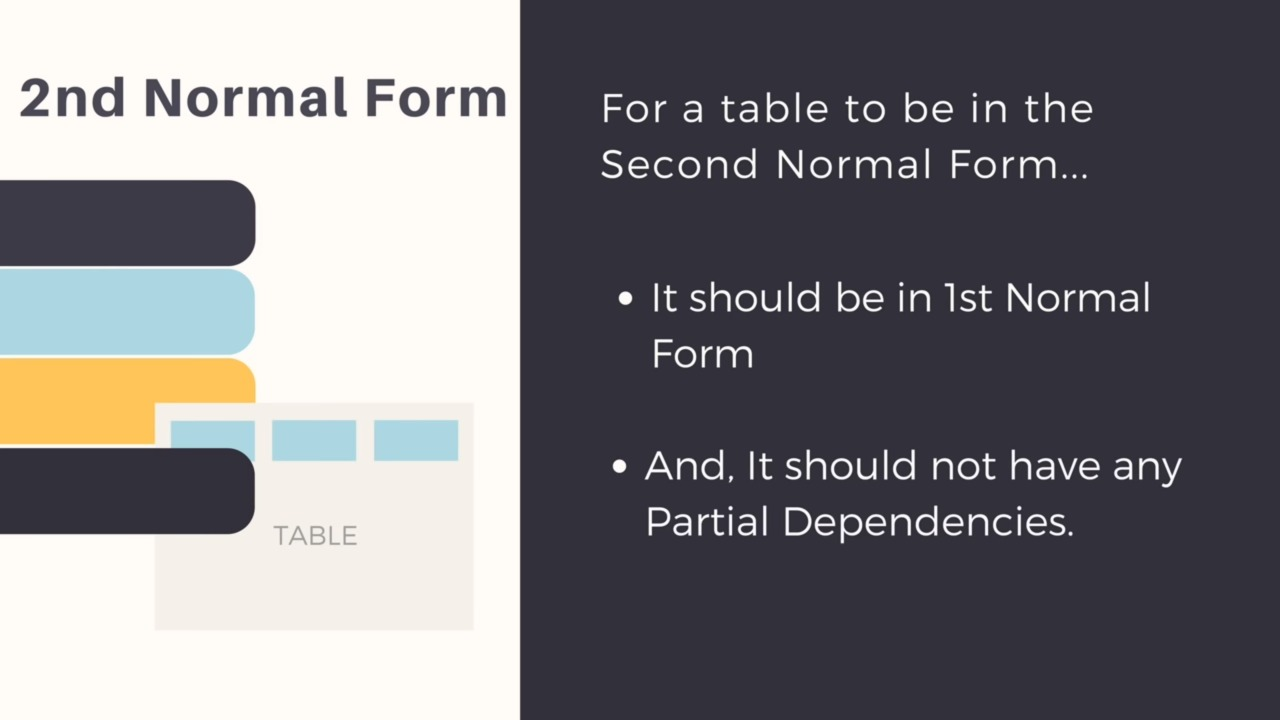 2nd Normal Form
For a table to be in the
Second Normal Form...
• It should be in 1st Normal
Form
• And, It should not have any
Partial Dependencies.
TABLE